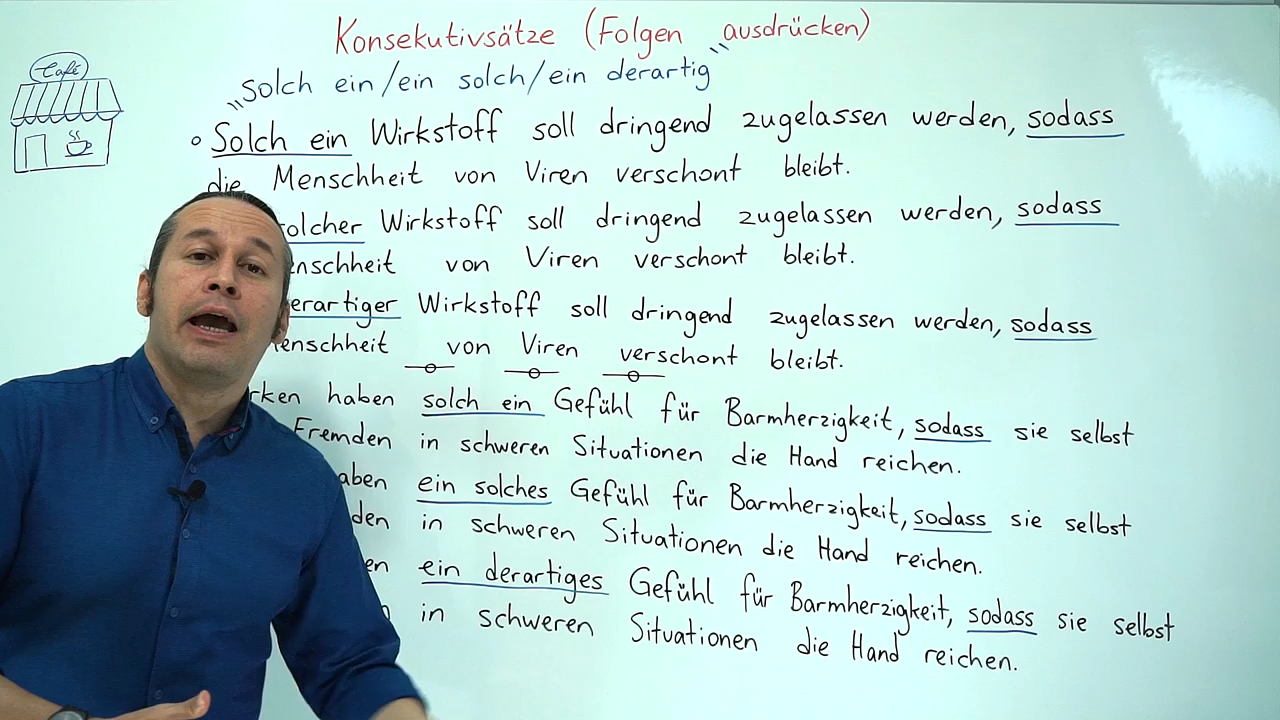 Konsekutivsätze (Folgen ausdrücken)
Café
"solch ein/ein solch/ein derartig"
Solch ein Wirkstoff soll dringend zugelassen werden, sodass
die Menschheit von Viren verschont bleibt.
olcher Wirkstoff soll dringend zugelassen werden, sodass
enschheit von Viren verschont bleibt.
erartiger Wirkstoff soll dringend zugelassen werden, sodass
enschheit von Viren verschont bleibt.
rken haben solch ein Gefühl für Barmherzigkeit, sodass sie selbst
Fremden in schweren Situationen die Hand reichen.
aben ein solches Gefühl für Barmherzigkeit, sodass sie selbst
den in schweren Situationen die Hand reichen.
en ein derartiges Gefühl für Barmherzigkeit, sodass sie selbst
n in schweren Situationen die Hand reichen.